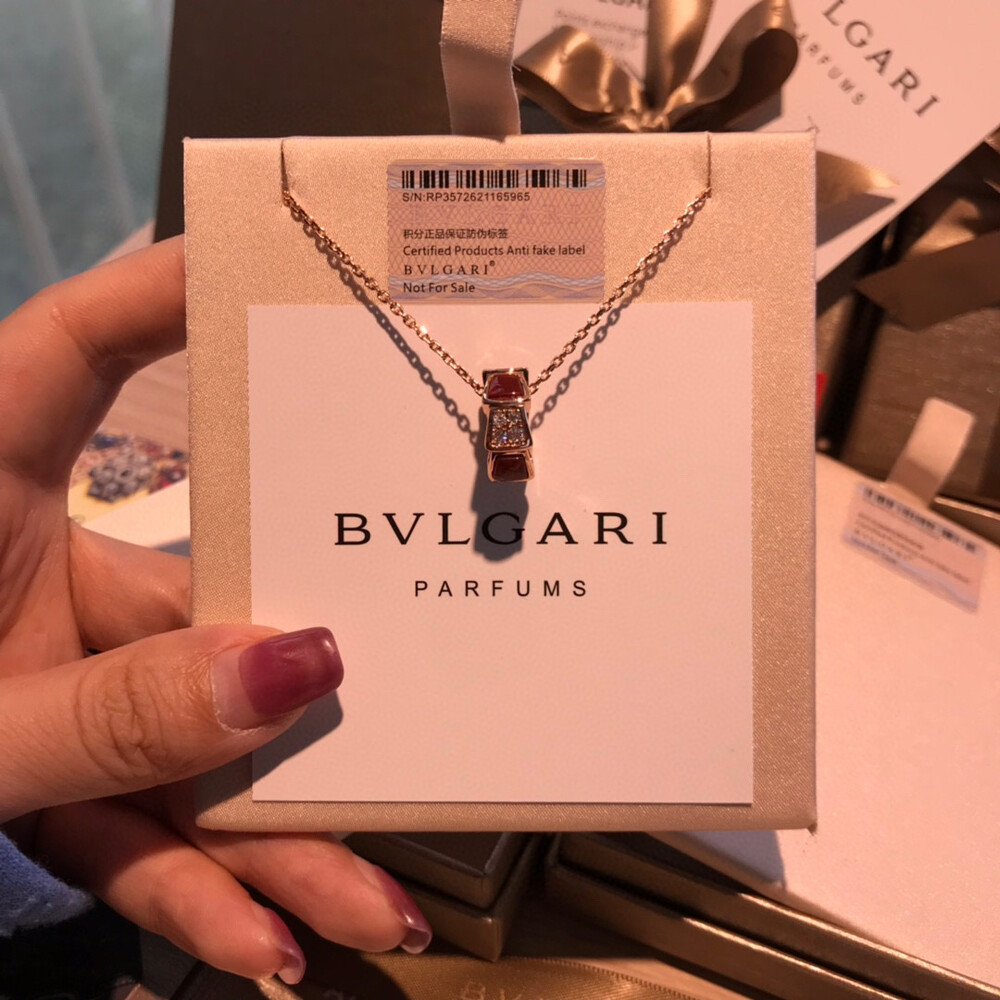 LGARI
PARFUMS
S/N:RP3572621165965
积分正品保证防伪标签
Certified Products Anti fake label
BVLGARI®
Not For Sale
BVLGARI
PARFUMS